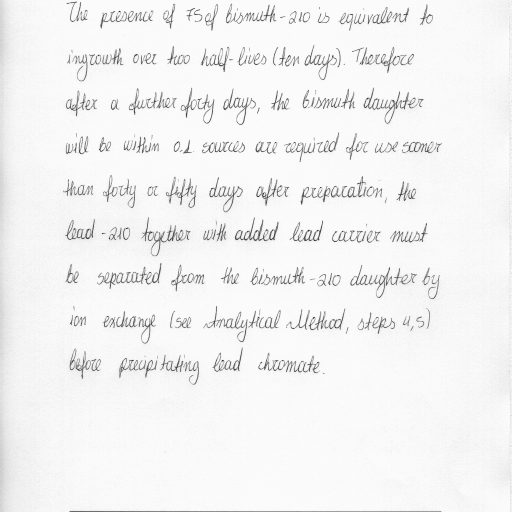 The presence of 75 of bismuth-210 is equivalent to
ingrowth over two half-lives (ten days). Therefore
after a further forty days, the bismuth daughter
will be within 0.1 sources are required for use sooner
than forty or fifty days after preparation, the
lead-210 together with added lead carrier must
be separated from the bismuth-210 daughter by
ion exchange (see Analytical Method, steps 4,5)
before precipitating lead chromate.